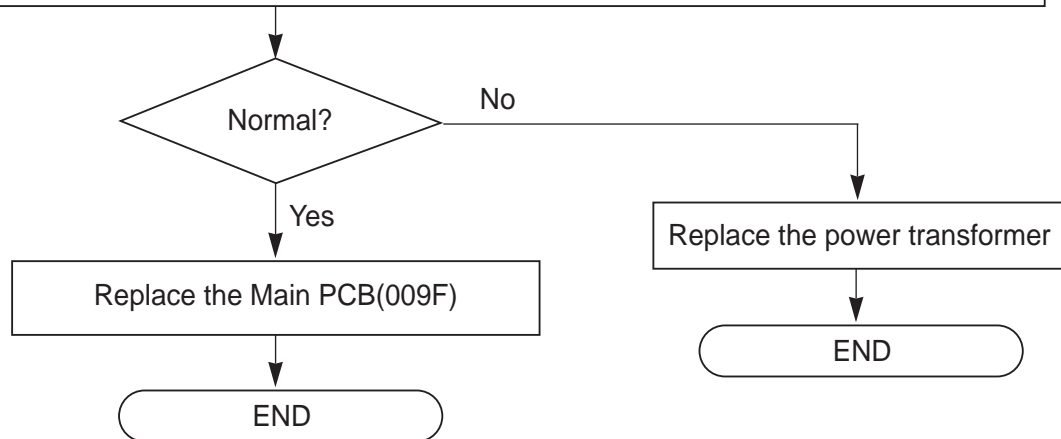 Normal?
No
Yes
Replace the power transformer
Replace the Main PCB(009F)
END
END